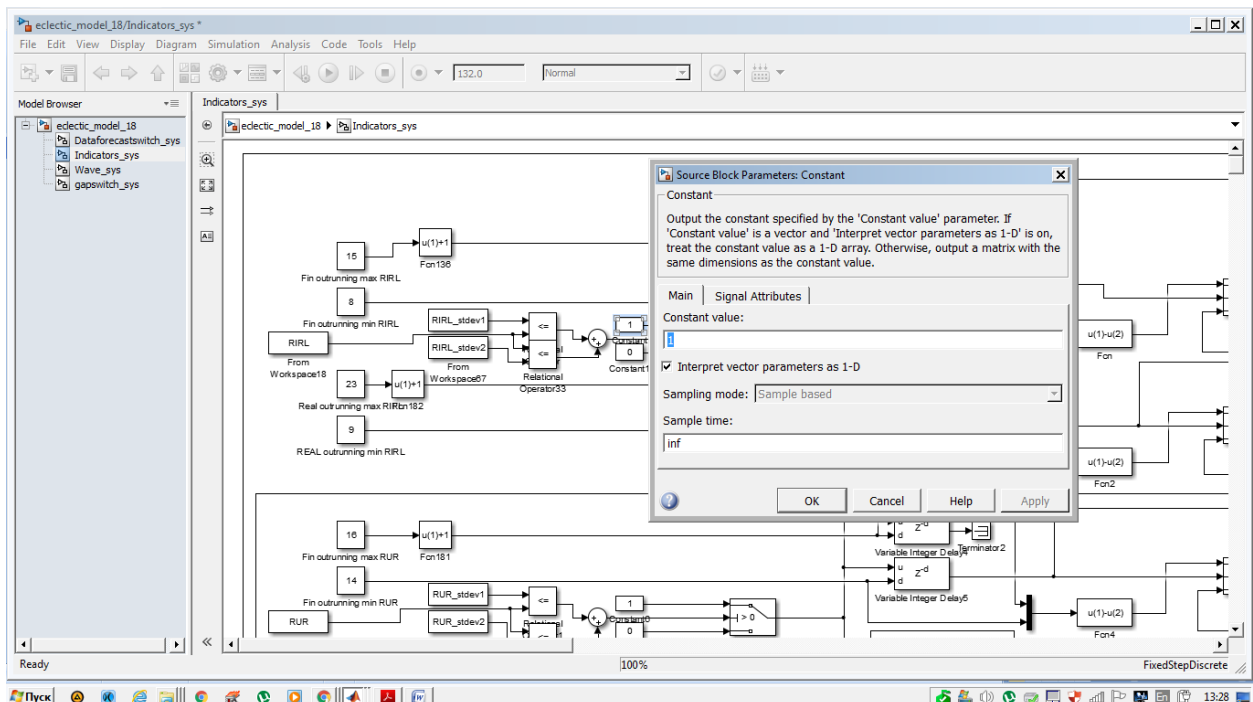 eclectic_model_18/Indicators_sys *
File Edit View Display Diagram Simulation Analysis Code Tools Help
132.0
Normal
Model Browser
Indicators_sys
eclectic_model_18
Dataforecastswitch_sys
Indicators_sys
Wave_sys
gapswitch_sys
eclectic_model_18 Indicators_sys
15
Fin outrunning max RIRL
u(1)+1
Fcn136
8
Fin outrunning min RIRL
RIRL
From
Workspace18
RIRL_stdev1
RIRL_stdev2
From
Workspace67
<=
<=
Relational
Operator33
1
Constant
0
Constant1
23
Real outrunning max RIRL
u(1)+1
Fcn182
9
REAL outrunning min RIRL
16
Fin outrunning max RUR
u(1)+1
Fcn181
14
Fin outrunning min RUR
RUR
RUR_stdev1
RUR_stdev2
<=
<=
1
0
> 0
Source Block Parameters: Constant
Constant
Output the constant specified by the 'Constant value' parameter. If
'Constant value' is a vector and 'Interpret vector parameters as 1-D' is on,
treat the constant value as a 1-D array. Otherwise, output a matrix with the
same dimensions as the constant value.
Main Signal Attributes
Constant value:
1
Interpret vector parameters as 1-D
Sampling mode: Sample based
Sample time:
inf
OK Cancel Help Apply
u(1)-u(2)
Fcn
u(1)-u(2)
Fcn2
u
d
Z-d
Variable Integer Delay4
Terminator2
u
d
Z-d
Variable Integer Delay5
u(1)-u(2)
Fcn4
Ready
100%
FixedStepDiscrete
Пуск
13:28